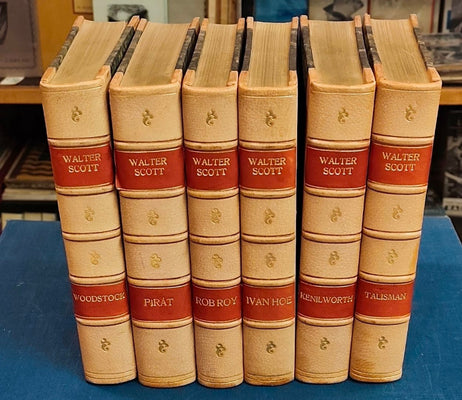 WALTER
SCOTT
WOODSTOCK
WALTER
SCOTT
PIRÁT
WALTER
SCOTT
ROB ROY
WALTER
SCOTT
IVANHOE
WALTER
SCOTT
KENILWORTH
WALTER
SCOTT
TALISMAN